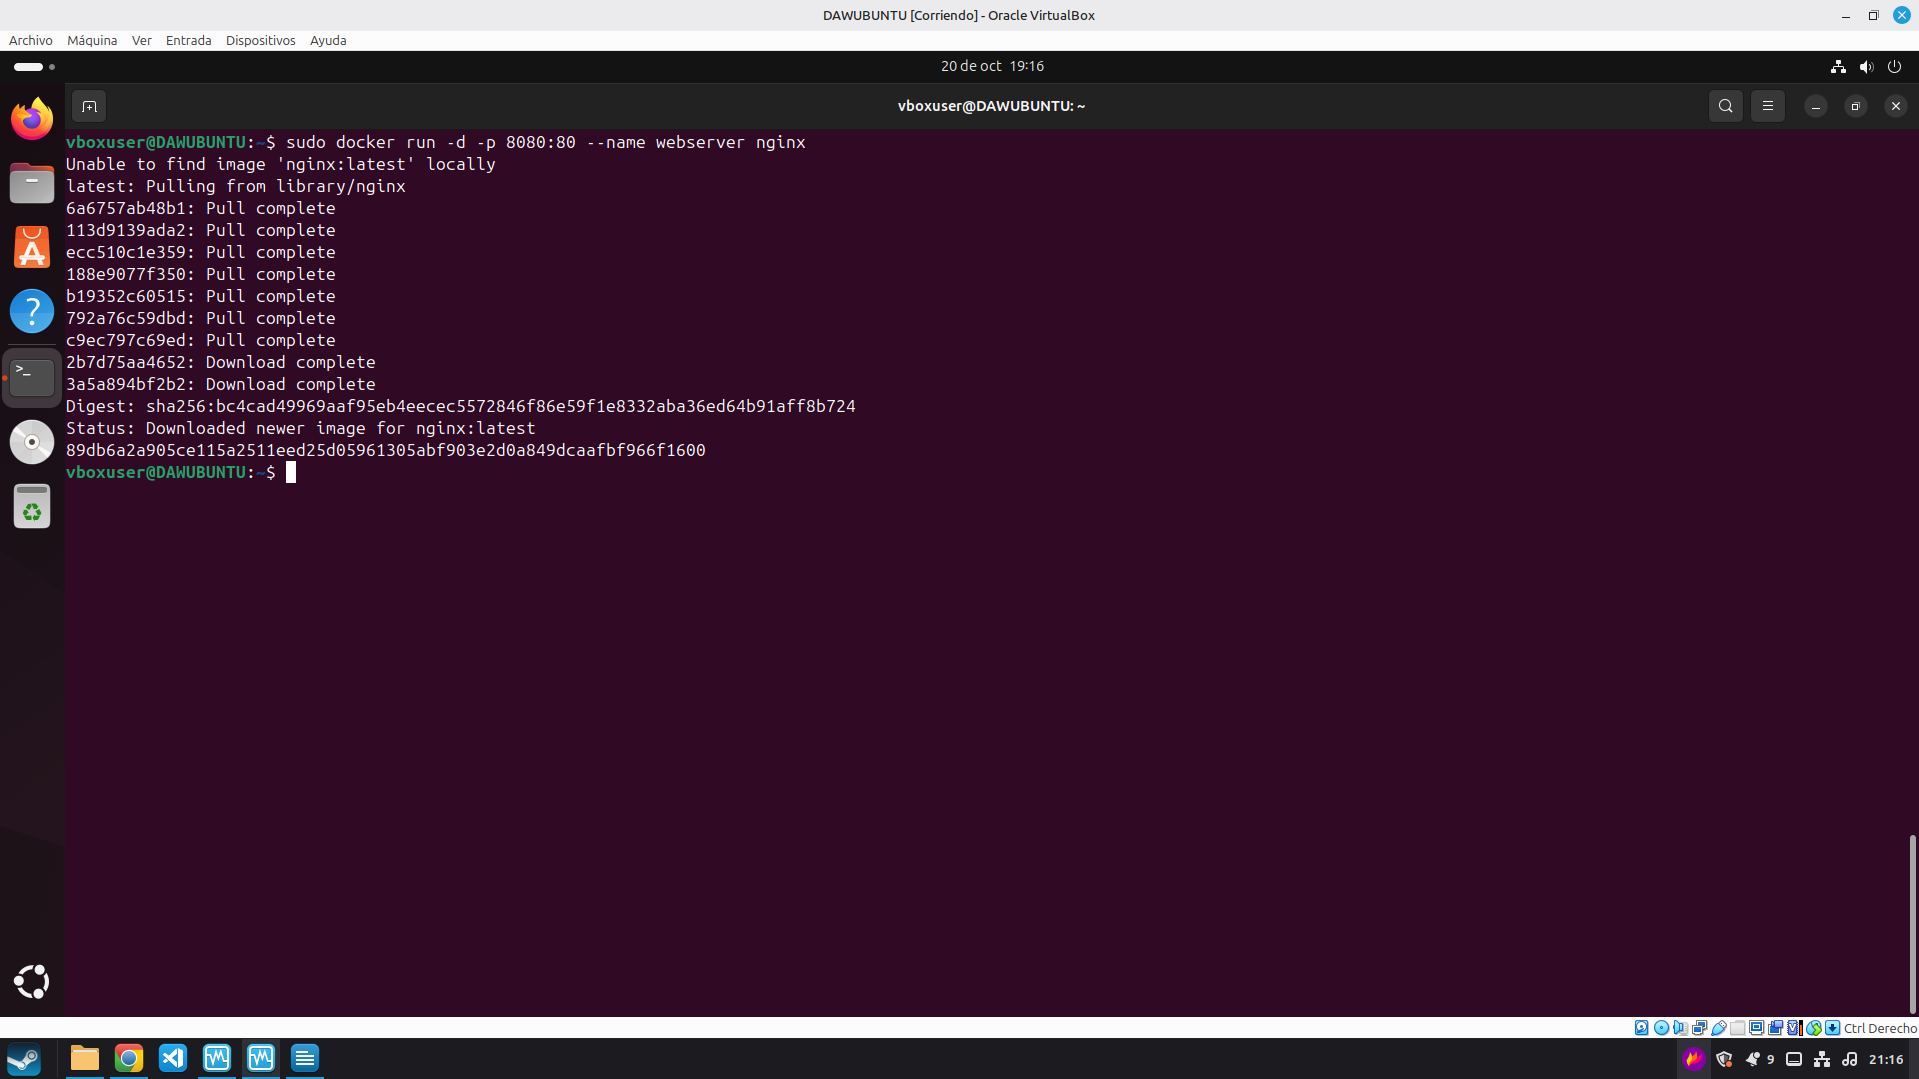 DAWUBUNTU [Corriendo] - Oracle VirtualBox
Archivo Máquina Ver Entrada Dispositivos Ayuda
20 de oct 19:16
vboxuser@DAWUBUNTU: ~
vboxuser@DAWUBUNTU:~$ sudo docker run -d -p 8080:80 --name webserver nginx
Unable to find image 'nginx:latest' locally
latest: Pulling from library/nginx
6a6757ab48b1: Pull complete
113d9139ada2: Pull complete
ecc510c1e359: Pull complete
188e9077f350: Pull complete
b19352c60515: Pull complete
792a76c59dbd: Pull complete
c9ec797c69ed: Pull complete
2b7d75aa4652: Download complete
3a5a894bf2b2: Download complete
Digest: sha256:bc4cad49969aaf95eb4eecec5572846f86e59f1e8332aba36ed64b91aff8b724
Status: Downloaded newer image for nginx:latest
89db6a2a905ce115a2511eed25d05961305abf903e2d0a849dcaafbf966f1600
vboxuser@DAWUBUNTU:~$
Ctrl Derecho
9 21:16